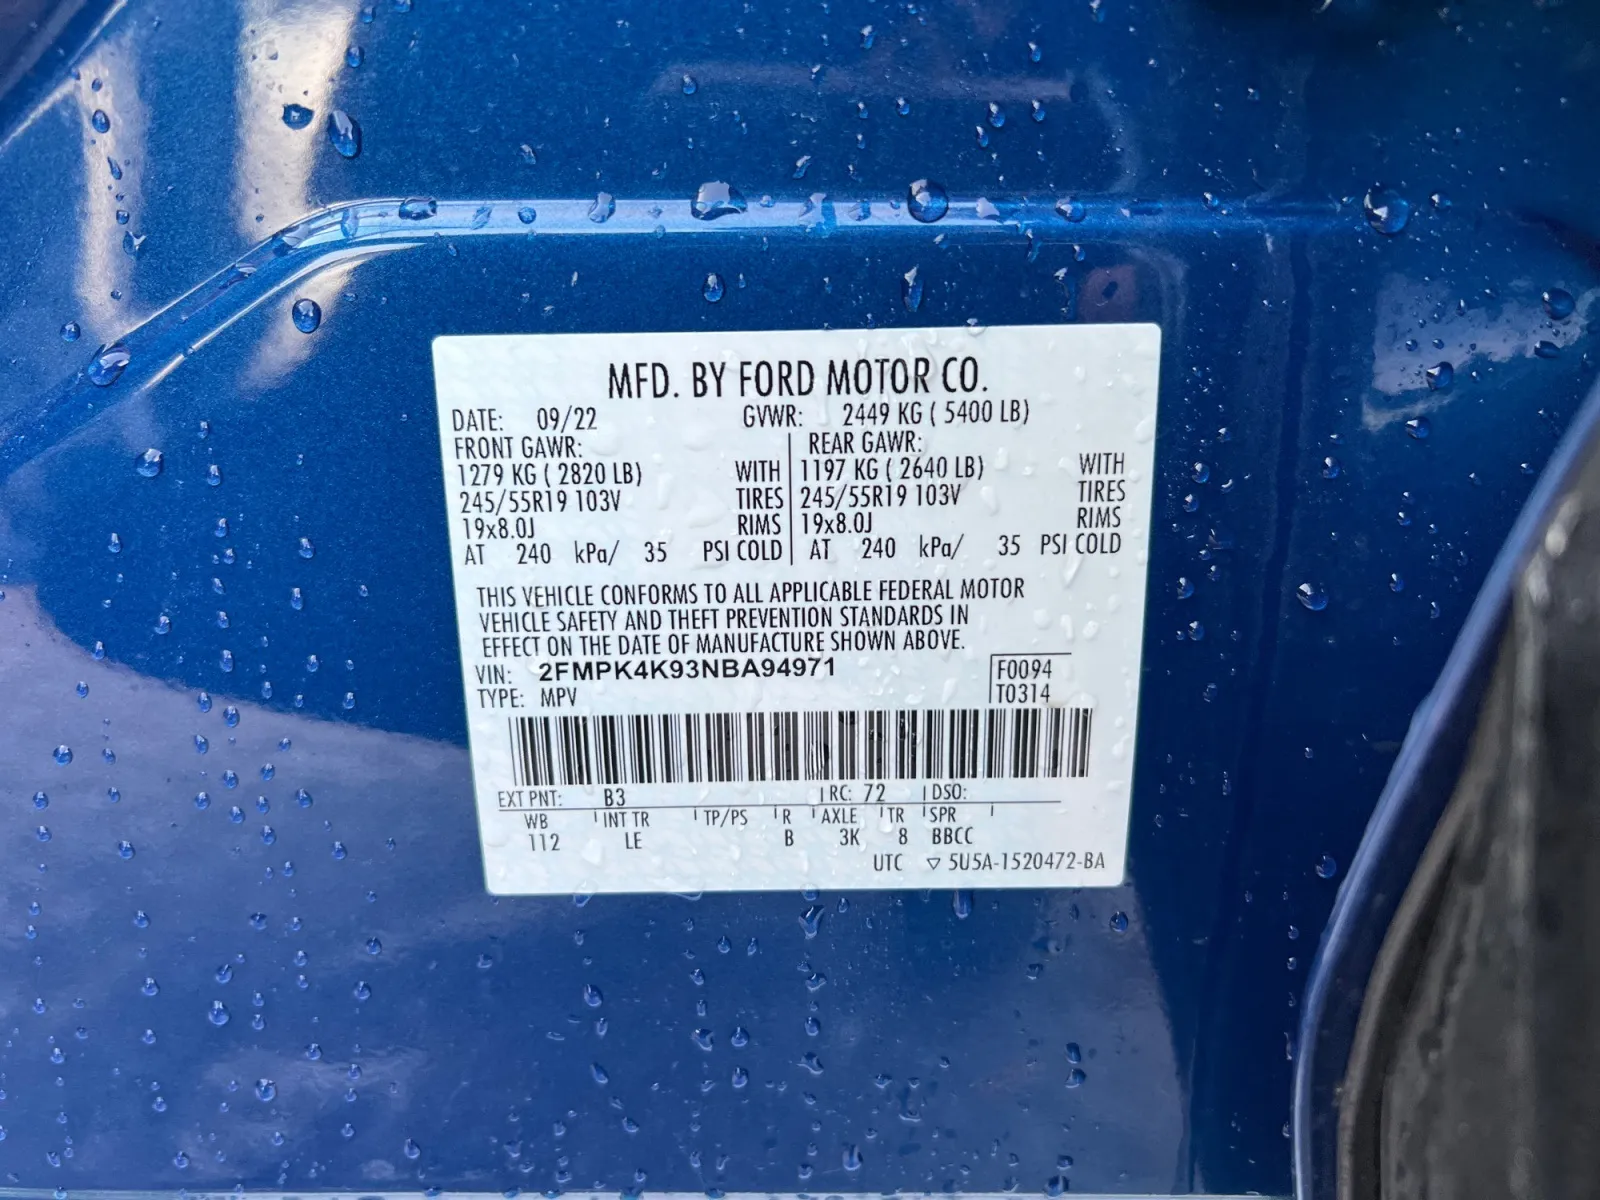 MFD. BY FORD MOTOR CO.
DATE: 09/22 GVWR: 2449 KG ( 5400 LB)
FRONT GAWR: REAR GAWR:
1279 KG ( 2820 LB) WITH 1197 KG ( 2640 LB) WITH
245/55R19 103V TIRES 245/55R19 103V TIRES
19x8.0J RIMS 19x8.0J RIMS
AT 240 kPa/ 35 PSI COLD AT 240 kPa/ 35 PSI COLD
THIS VEHICLE CONFORMS TO ALL APPLICABLE FEDERAL MOTOR
VEHICLE SAFETY AND THEFT PREVENTION STANDARDS IN
EFFECT ON THE DATE OF MANUFACTURE SHOWN ABOVE.
VIN: 2FMPK4K93NBA94971 F0094
TYPE: MPV T0314
EXT PNT: B3 RC: 72 DSO:
WB INT TR TP/PS R AXLE TR SPR
112 LE B 3K 8 BBCC
UTC ▽ 5U5A-1520472-BA